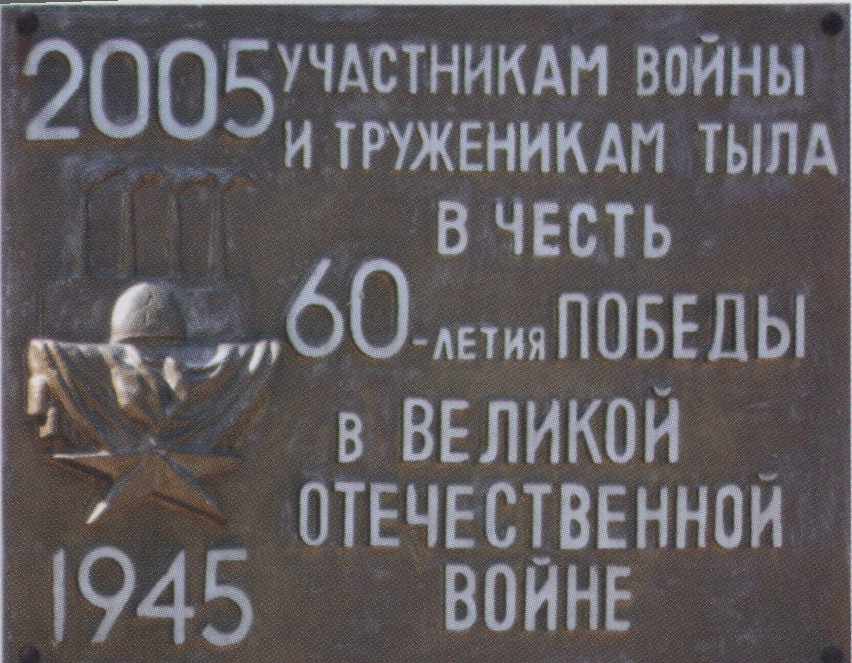 2005
УЧАСТНИКАМ ВОЙНЫ
И ТРУЖЕНИКАМ ТЫЛА
В ЧЕСТЬ
60-ЛЕТИЯ ПОБЕДЫ
В ВЕЛИКОЙ
ОТЕЧЕСТВЕННОЙ
ВОЙНЕ
1945